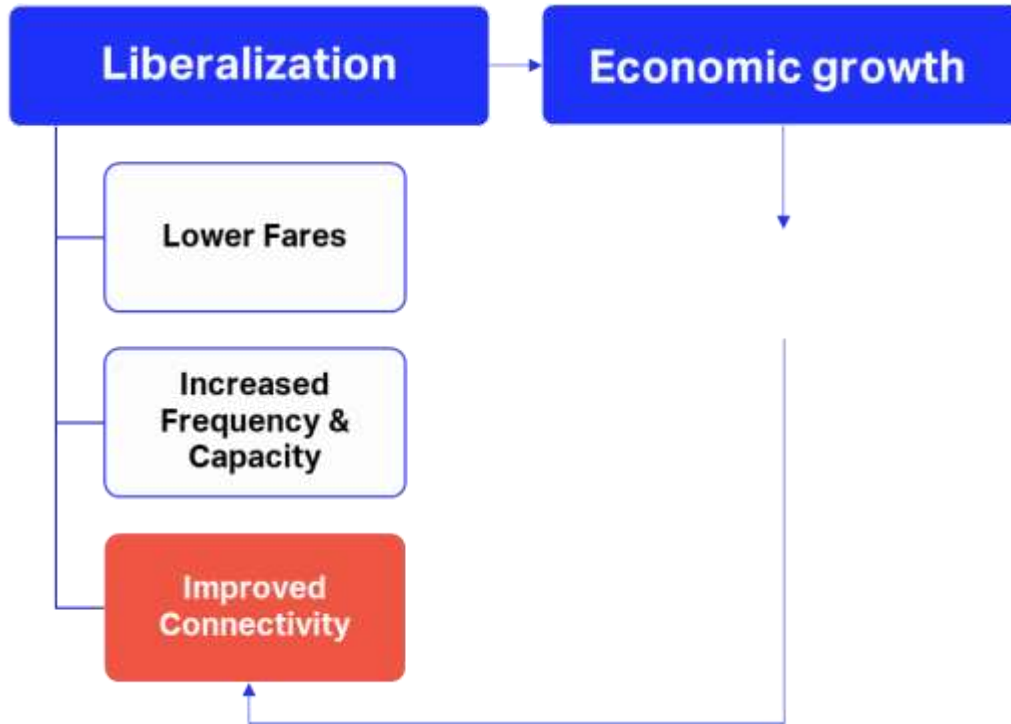 Liberalization
Economic growth
Lower Fares
Increased
Frequency &
Capacity
Improved
Connectivity